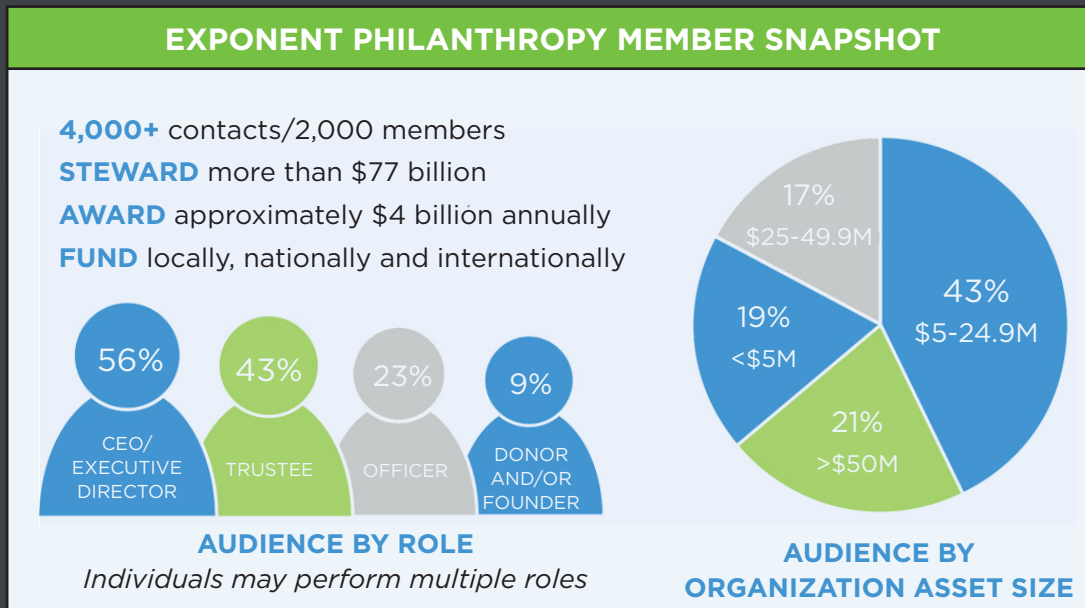 EXPONENT PHILANTHROPY MEMBER SNAPSHOT
4,000+ contacts/2,000 members
STEWARD more than $77 billion
AWARD approximately $4 billion annually
FUND locally, nationally and internationally
56%
CEO/
EXECUTIVE
DIRECTOR
43%
TRUSTEE
23%
OFFICER
9%
DONOR
AND/OR
FOUNDER
AUDIENCE BY ROLE
Individuals may perform multiple roles
17%
$25-49.9M
43%
$5-24.9M
19%
<$5M
21%
>$50M
AUDIENCE BY
ORGANIZATION ASSET SIZE